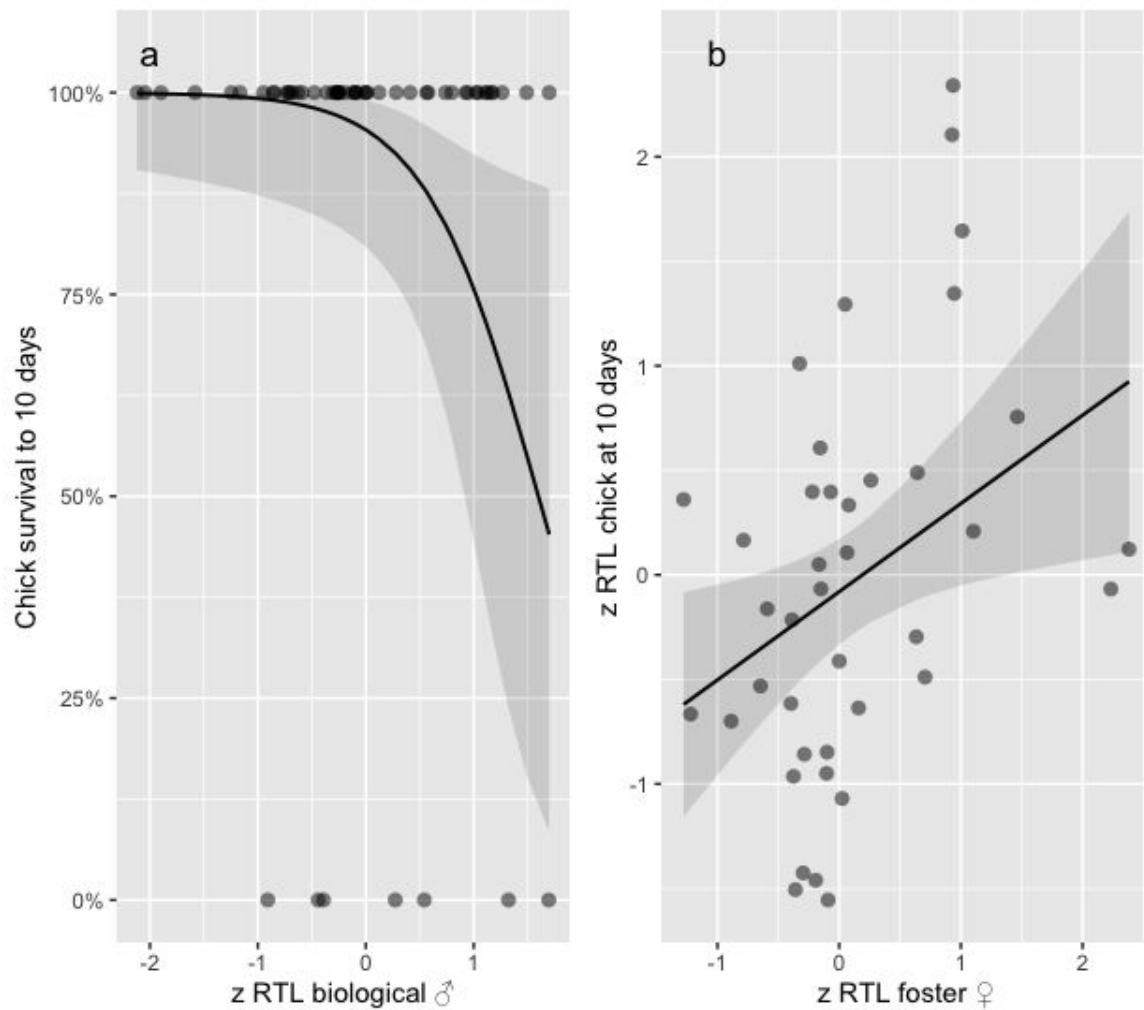 a
100%
75%
50%
25%
0%
Chick survival to 10 days
-2 -1 0 1
z RTL biological ♂
b
2
1
0
-1
z RTL chick at 10 days
-1 0 1 2
z RTL foster ♀